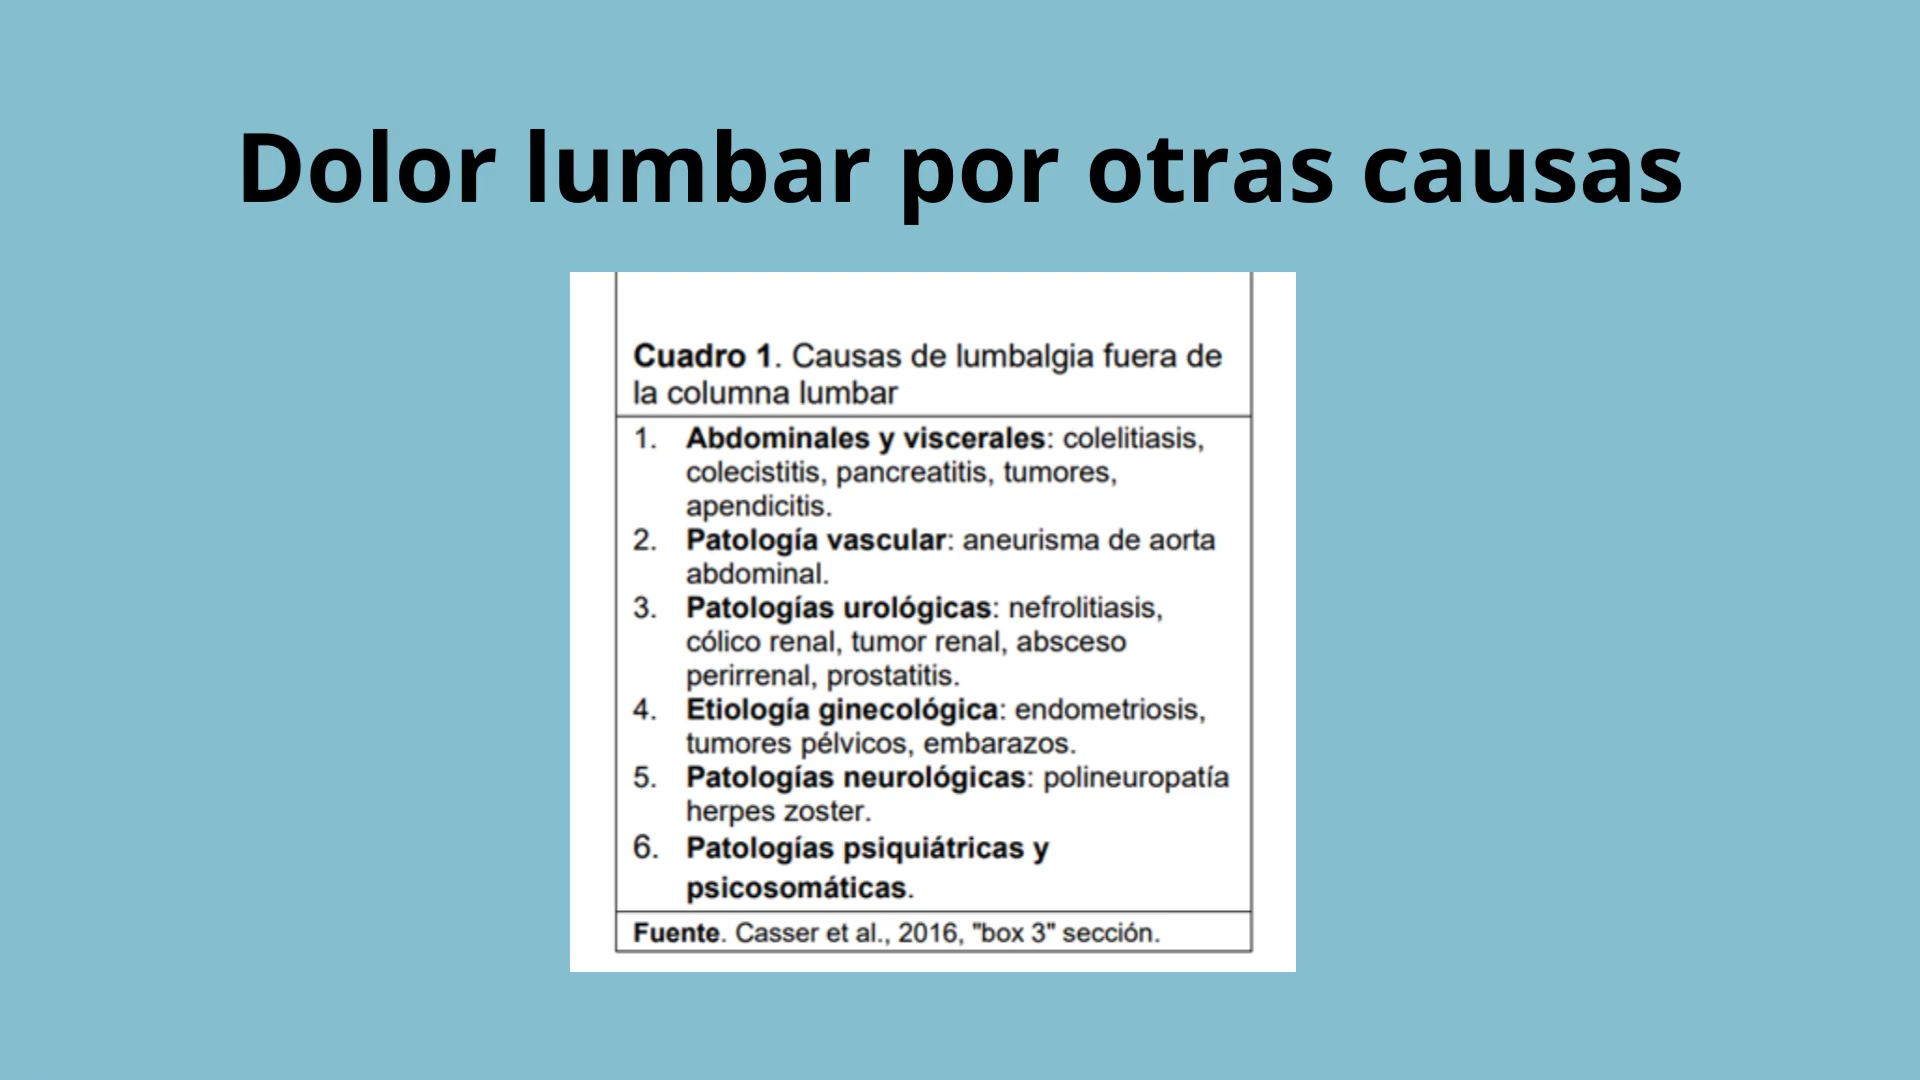 Dolor lumbar por otras causas
Cuadro 1. Causas de lumbalgia fuera de
la columna lumbar
1. Abdominales y viscerales: colelitiasis,
colecistitis, pancreatitis, tumores,
apendicitis.
2. Patología vascular: aneurisma de aorta
abdominal.
3. Patologías urológicas: nefrolitiasis,
cólico renal, tumor renal, absceso
perirrenal, prostatitis.
4. Etiología ginecológica: endometriosis,
tumores pélvicos, embarazos.
5. Patologías neurológicas: polineuropatía
herpes zoster.
6. Patologías psiquiátricas y
psicosomáticas.
Fuente. Casser et al., 2016, "box 3" sección.